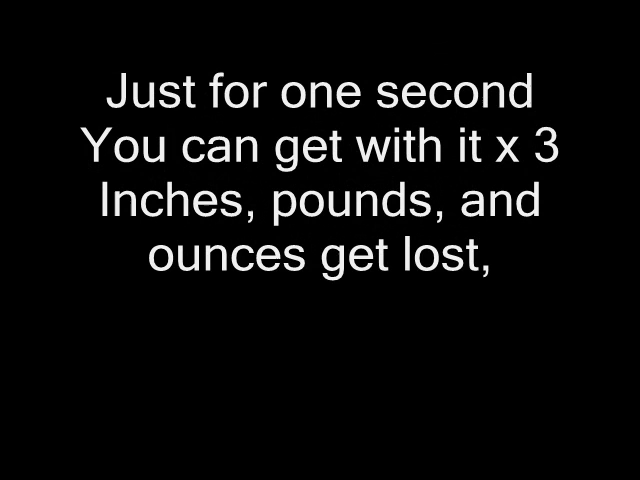 Just for one second
You can get with it x 3
Inches, pounds, and
ounces get lost,